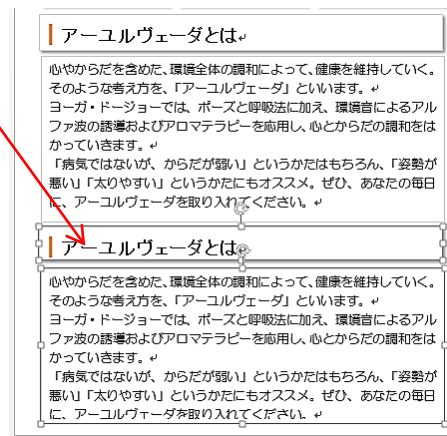 アーユルヴェーダとは
心やからだを含めた、環境全体の調和によって、健康を維持していく。
そのような考え方を、「アーユルヴェーダ」といいます。
ヨーガ・ドージョーでは、ポーズと呼吸法に加え、環境音によるアル
ファ波の誘導およびアロマテラピーを応用し、心とからだの調和をは
かっていきます。
「病気ではないが、からだが弱い」というかたはもちろん、「姿勢が
悪い」「太りやすい」というかたにもオススメ。ぜひ、あなたの毎日
に、アーユルヴェーダを取り入れてください。
アーユルヴェーダとは
心やからだを含めた、環境全体の調和によって、健康を維持していく。
そのような考え方を、「アーユルヴェーダ」といいます。
ヨーガ・ドージョーでは、ポーズと呼吸法に加え、環境音によるアル
ファ波の誘導およびアロマテラピーを応用し、心とからだの調和をは
かっていきます。
「病気ではないが、からだが弱い」というかたはもちろん、「姿勢が
悪い」「太りやすい」というかたにもオススメ。ぜひ、あなたの毎日
に、アーユルヴェーダを取り入れてください。